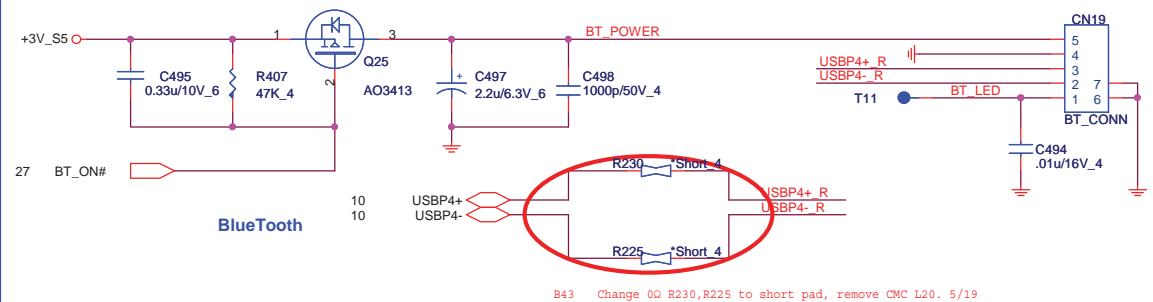 CN19
+3V_S5
1
3
BT_POWER
5
4
Q25
USBP4+_R
3
C495
0.33u/10V_6
R407
47K_4
2
AO3413
C497
2.2u/6.3V_6
+
C498
1000p/50V_4
USBP4-_R
2
7
T11
BT_LED
1
6
BT_CONN
C494
.01u/16V_4
27
BT_ON#
R230
*Short_4
10
USBP4+
USBP4+_R
10
USBP4-
USBP4-_R
BlueTooth
R225
*Short_4
B43 Change 0Ω R230,R225 to short pad, remove CMC L20. 5/19